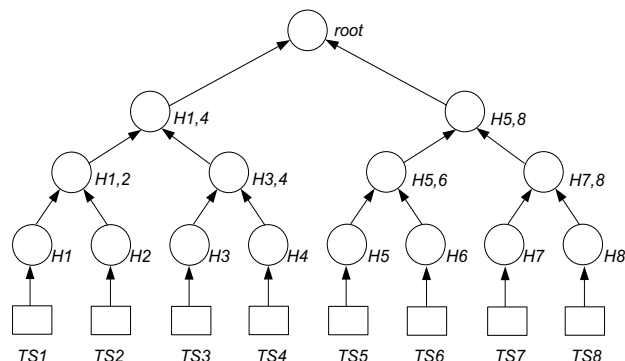 root
H1,4 H5,8
H1,2 H3,4 H5,6 H7,8
H1 H2 H3 H4 H5 H6 H7 H8
TS1 TS2 TS3 TS4 TS5 TS6 TS7 TS8